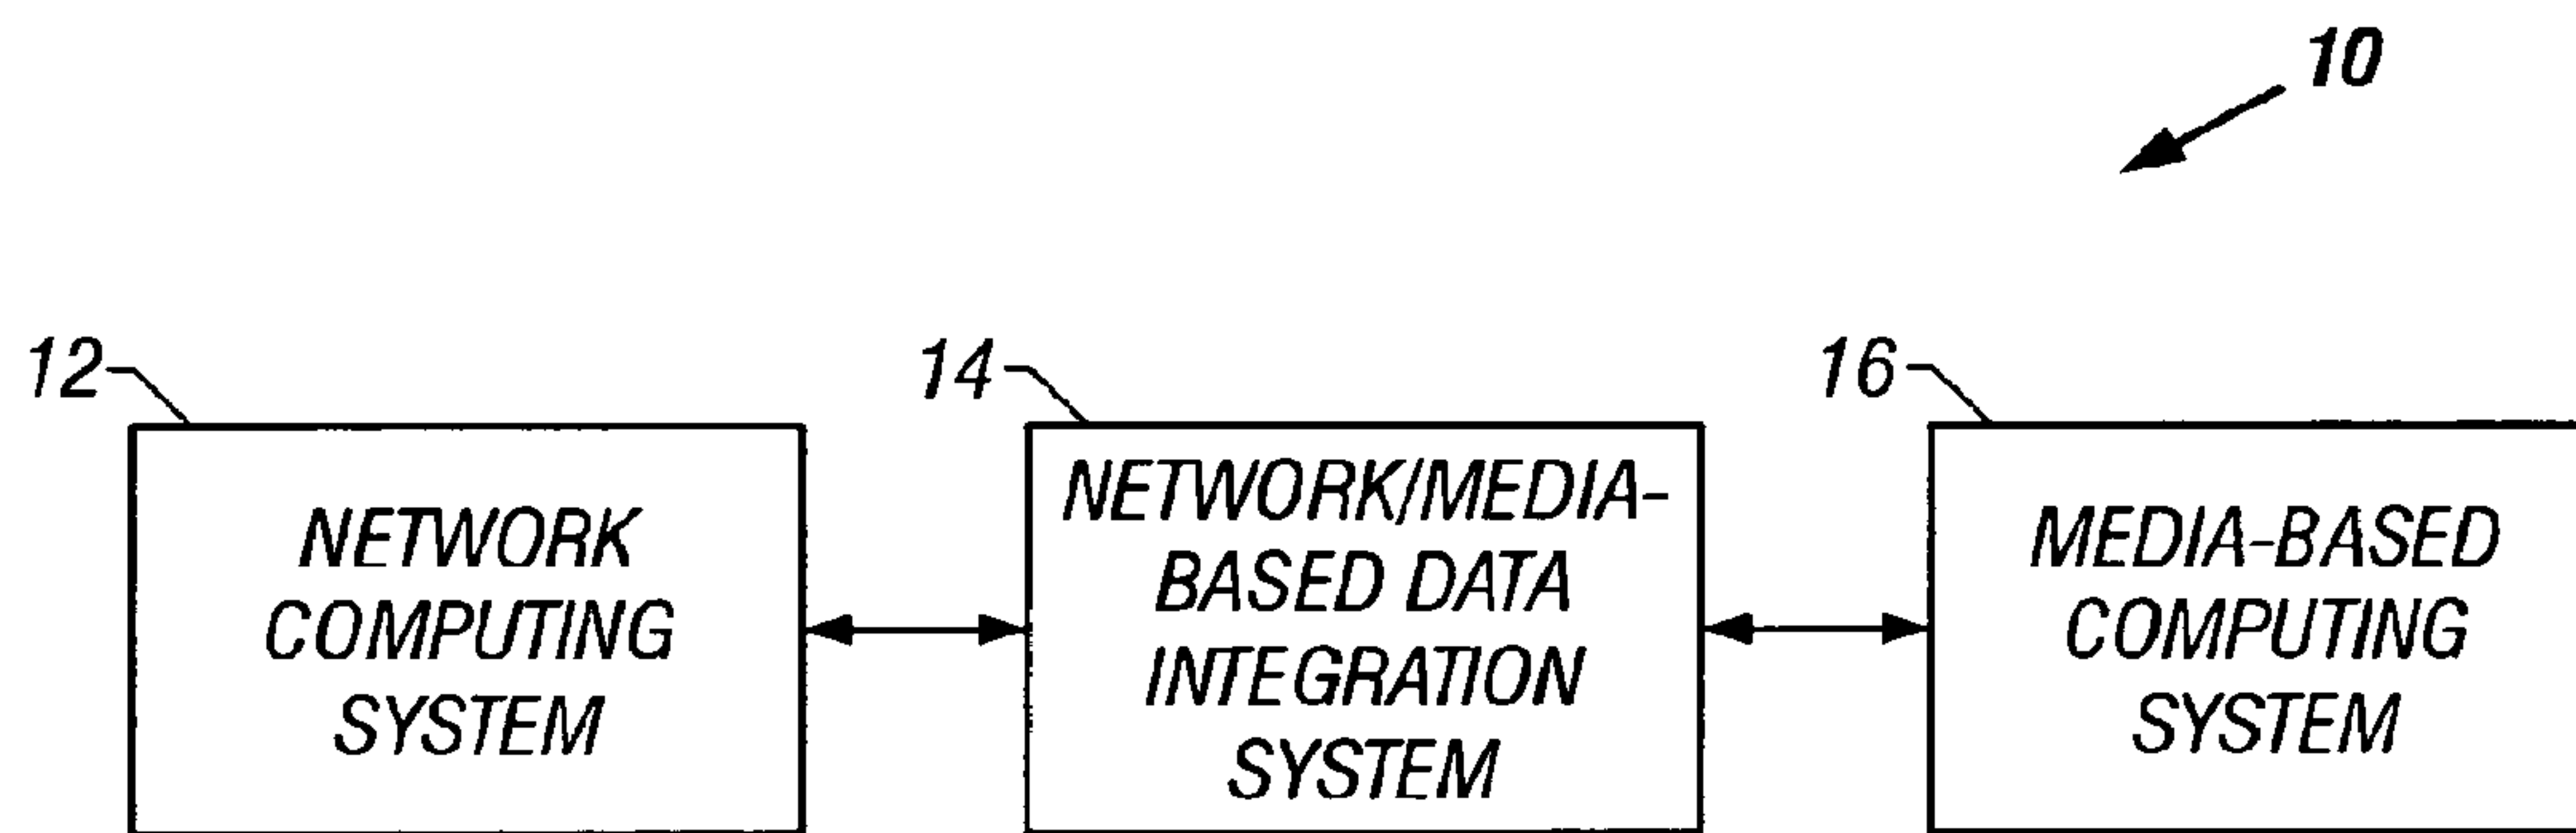 10
12
14
16
NETWORK
COMPUTING
SYSTEM
NETWORK/MEDIA-
BASED DATA
INTEGRATION
SYSTEM
MEDIA-BASED
COMPUTING
SYSTEM